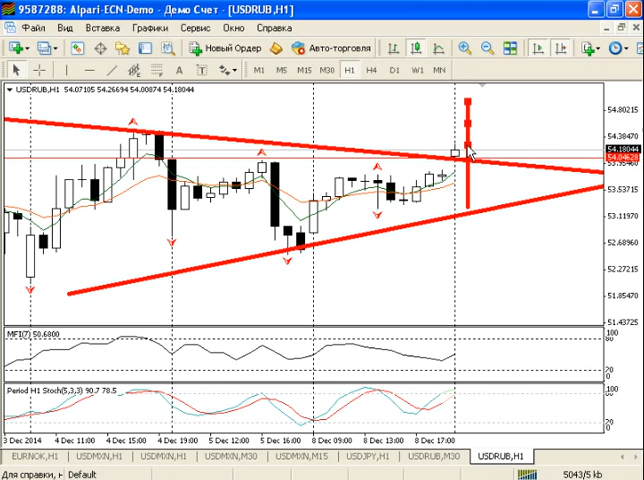 9587288: Alpari-ECN-Demo - Демо Счет - [USDRUB,H1]
Файл Вид Вставка Графики Сервис Окно Справка
Новый Ордер Авто-торговля
A T M1 M5 M15 M30 H1 H4 D1 W1 MN
USDRUB,H1 54.07105 54.26694 54.00874 54.18044
54.80215
54.38470
54.18044
54.04628
53.53715
53.11970
52.68960
52.27215
51.85470
51.43725
MFI(7) 50.6800
100
80
20
0
Period H1 Stoch(5,3,3) 90.7 78.5
100
80
20
0
3 Dec 2014 4 Dec 11:00 4 Dec 15:00 4 Dec 19:00 5 Dec 12:00 5 Dec 16:00 8 Dec 09:00 8 Dec 13:00 8 Dec 17:00
EURNOK,H1 USDMXN,H1 USDMXN,H1 USDMXN,M30 USDMXN,M15 USDJPY,H1 USDRUB,M30 USDRUB,H1
Для справки, н Default 5043/5 kb